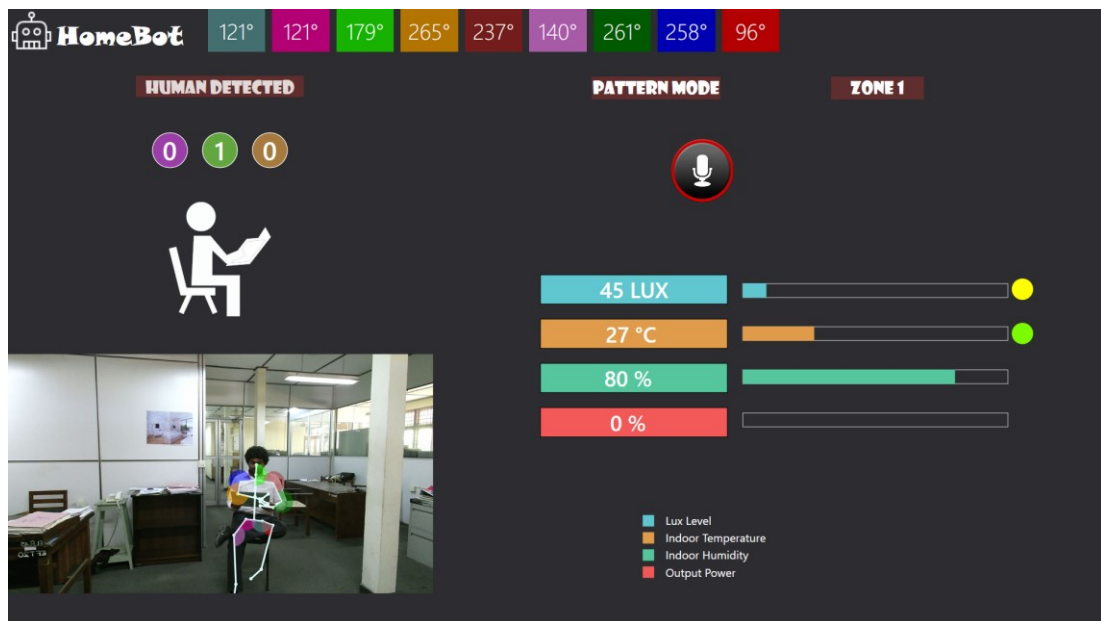 HomeBot 121° 121° 179° 265° 237° 140° 261° 258° 96°
HUMAN DETECTED
PATTERN MODE
ZONE 1
0 1 0
45 LUX
27 °C
80 %
0 %
Lux Level
Indoor Temperature
Indoor Humidity
Output Power